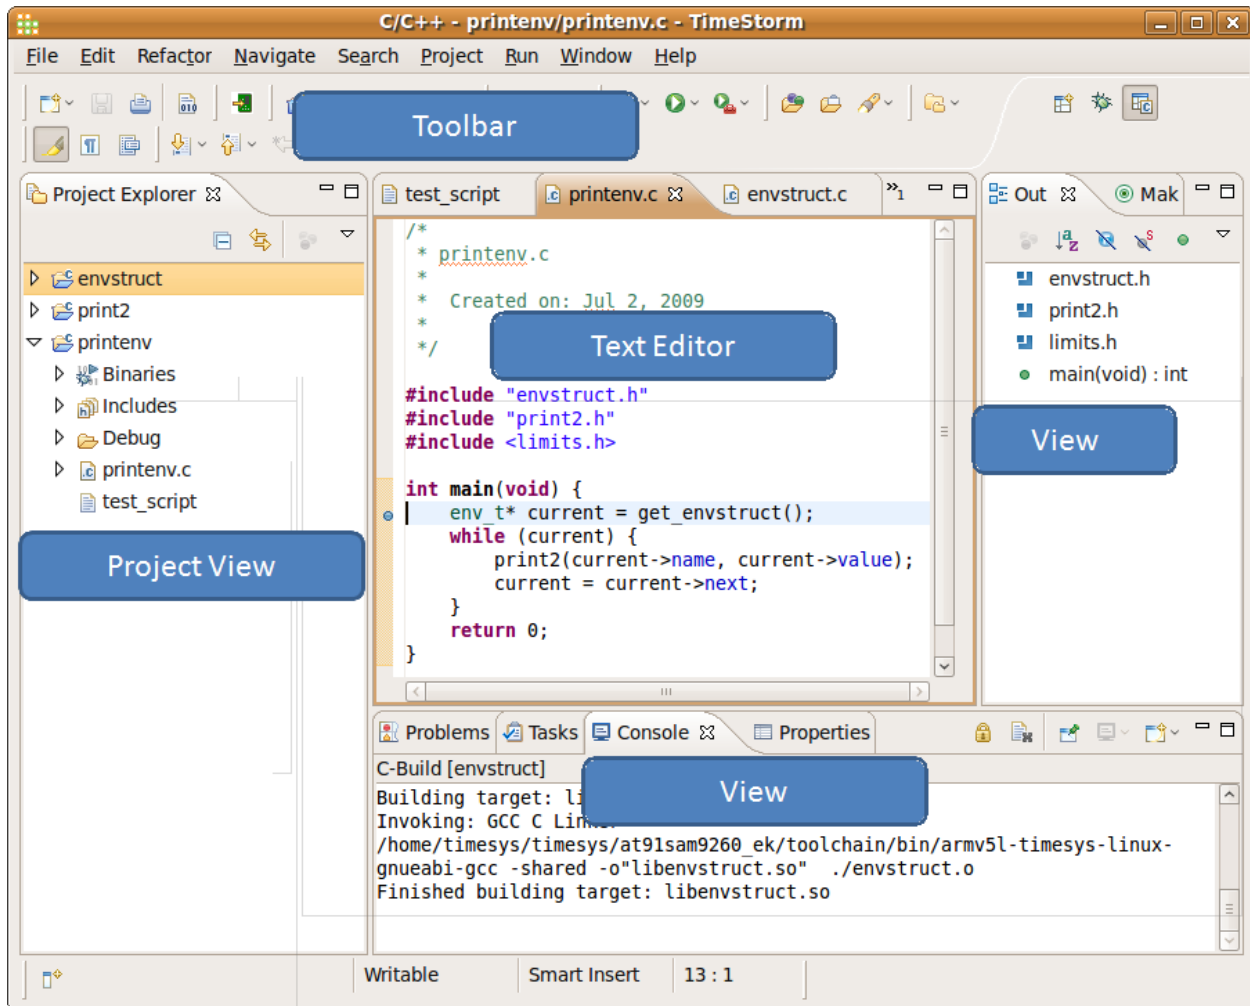 C/C++ - printenv/printenv.c - TimeStorm
File Edit Refactor Navigate Search Project Run Window Help
Toolbar
Project Explorer
envstruct
print2
printenv
Binaries
Includes
Debug
printenv.c
test_script
Project View
test_script printenv.c envstruct.c »1
/*
* printenv.c
*
* Created on: Jul 2, 2009
*
*/
Text Editor
#include "envstruct.h"
#include "print2.h"
#include <limits.h>
int main(void) {
env_t* current = get_envstruct();
while (current) {
print2(current->name, current->value);
current = current->next;
}
return 0;
}
Out Mak
envstruct.h
print2.h
limits.h
main(void) : int
View
Problems Tasks Console Properties
C-Build [envstruct]
View
Building target:
Invoking: GCC C
/home/timesys/timesys/at91sam9260_ek/toolchain/bin/armv5l-timesys-linux-
gnueabi-gcc -shared -o"libenvstruct.so" ./envstruct.o
Finished building target: libenvstruct.so
Writable Smart Insert 13 : 1